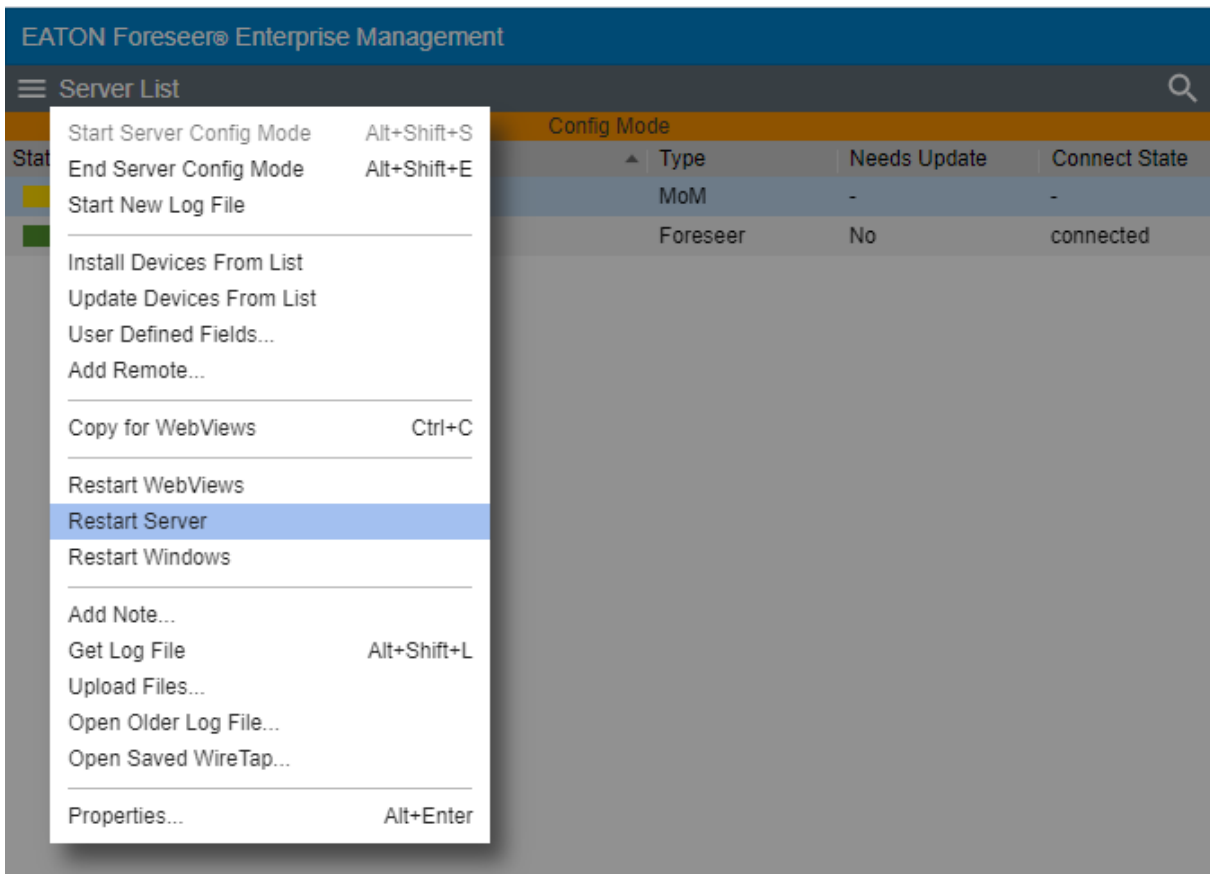 EATON Foreseer® Enterprise Management
Server List
Config Mode
Stat Type Needs Update Connect State
MoM - -
Foreseer No connected
Start Server Config Mode Alt+Shift+S
End Server Config Mode Alt+Shift+E
Start New Log File
Install Devices From List
Update Devices From List
User Defined Fields...
Add Remote...
Copy for WebViews Ctrl+C
Restart WebViews
Restart Server
Restart Windows
Add Note...
Get Log File Alt+Shift+L
Upload Files...
Open Older Log File...
Open Saved WireTap...
Properties... Alt+Enter